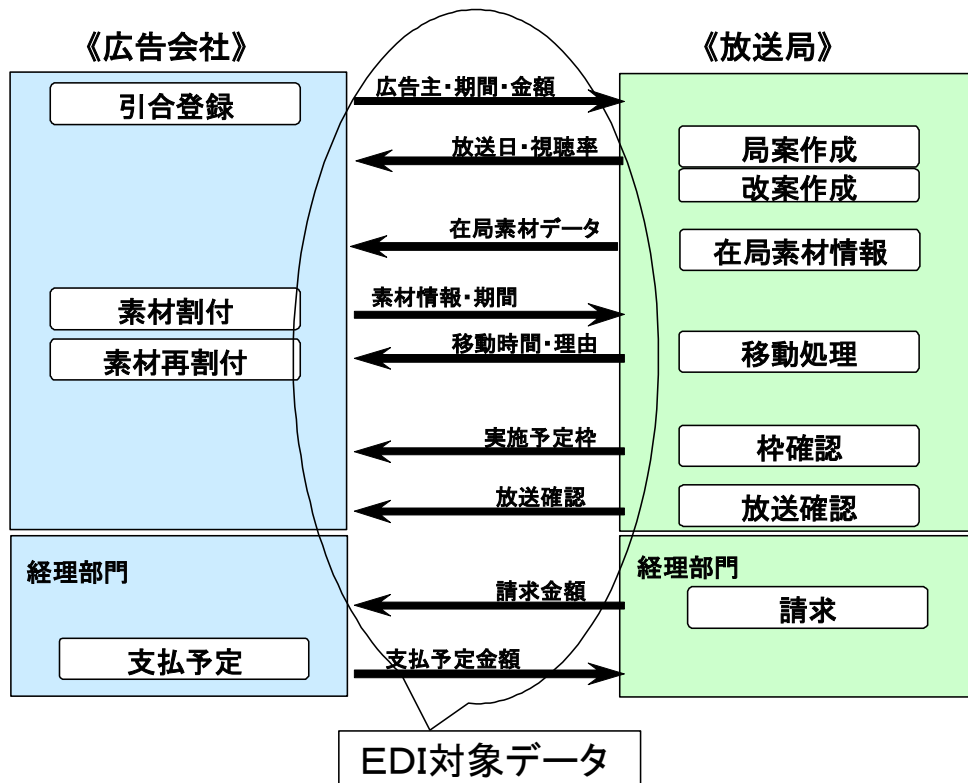 《広告会社》
《放送局》
引合登録
広告主・期間・金額
放送日・視聴率
局案作成
改案作成
在局素材データ
在局素材情報
素材割付
素材情報・期間
素材再割付
移動時間・理由
移動処理
実施予定枠
枠確認
放送確認
放送確認
経理部門
経理部門
請求金額
請求
支払予定
支払予定金額
EDI対象データ